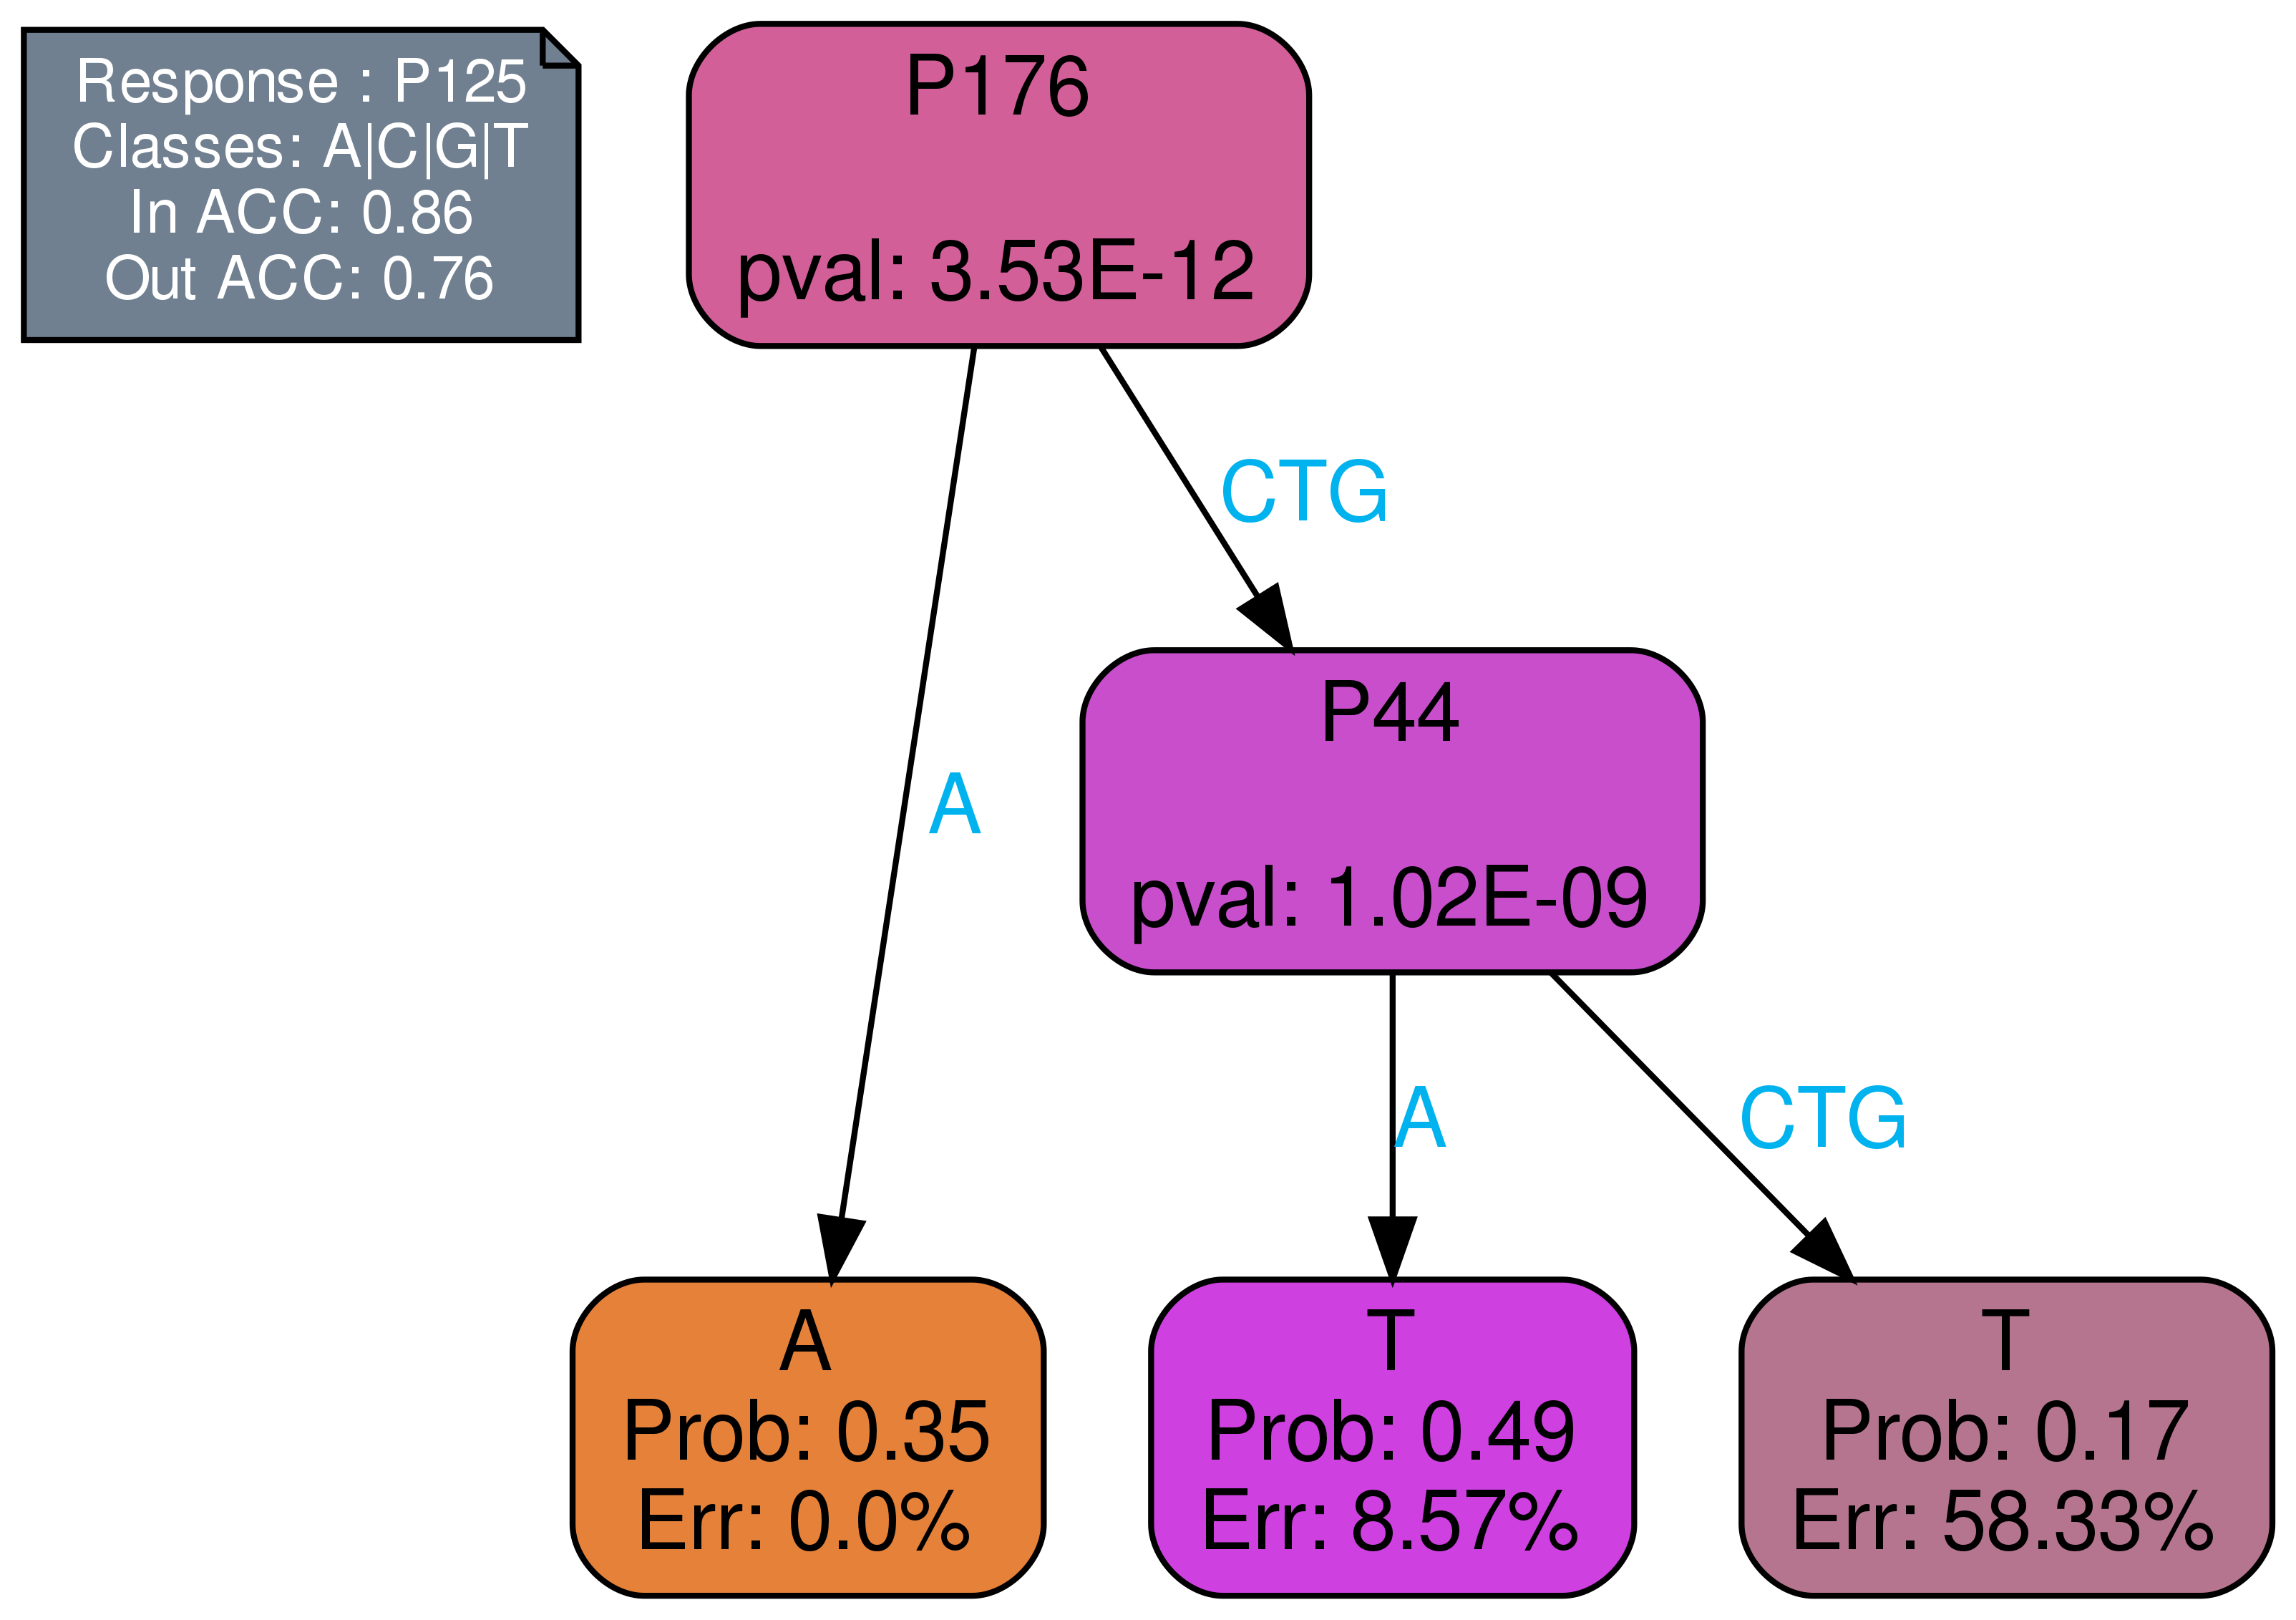 Response : P125
Classes: A|C|G|T
In ACC: 0.86
Out ACC: 0.76
P176
pval: 3.53E-12
CTG
P44
pval: 1.02E-09
A
A
CTG
A
Prob: 0.35
Err: 0.0%
T
Prob: 0.49
Err: 8.57%
T
Prob: 0.17
Err: 58.33%